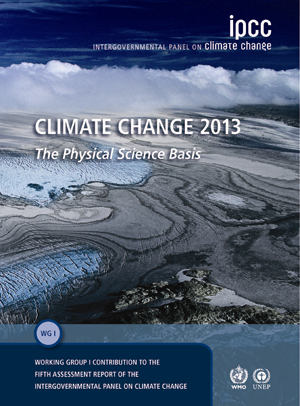 ipcc
INTERGOVERNMENTAL PANEL ON climate change
CLIMATE CHANGE 2013
The Physical Science Basis
WG I
WORKING GROUP I CONTRIBUTION TO THE
FIFTH ASSESSMENT REPORT OF THE
INTERGOVERNMENTAL PANEL ON CLIMATE CHANGE
WMO
UNEP